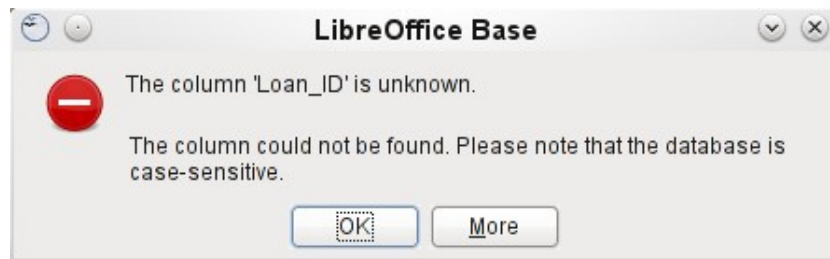 LibreOffice Base
The column 'Loan_ID' is unknown.
The column could not be found. Please note that the database is
case-sensitive.
OK
More